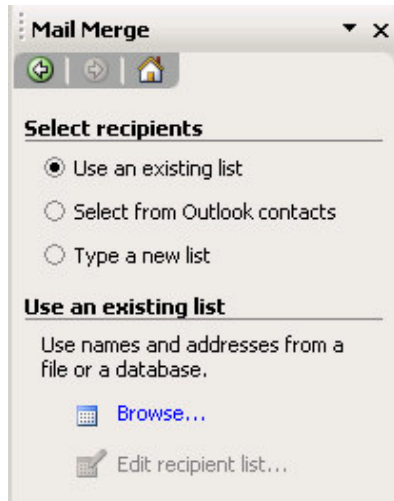 Mail Merge
Select recipients
Use an existing list
Select from Outlook contacts
Type a new list
Use an existing list
Use names and addresses from a
file or a database.
Browse...
Edit recipient list...